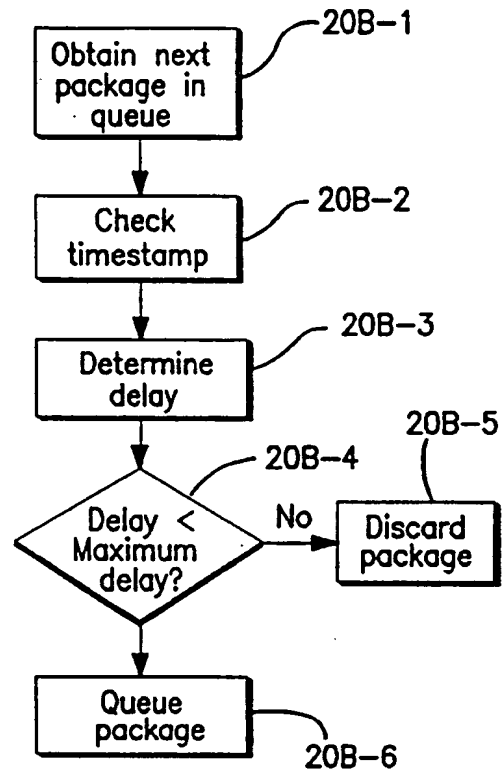 20B-1
Obtain next
package in
queue
20B-2
Check
timestamp
20B-3
Determine
delay
20B-4
20B-5
Delay <
Maximum
delay?
No
Discard
package
Queue
package
20B-6